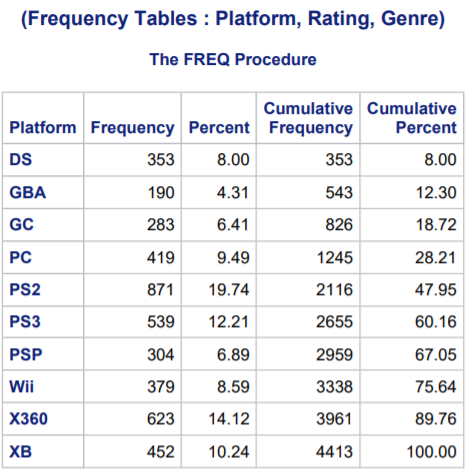 (Frequency Tables : Platform, Rating, Genre)
The FREQ Procedure
Platform Frequency Percent Cumulative Frequency Cumulative Percent
DS 353 8.00 353 8.00
GBA 190 4.31 543 12.30
GC 283 6.41 826 18.72
PC 419 9.49 1245 28.21
PS2 871 19.74 2116 47.95
PS3 539 12.21 2655 60.16
PSP 304 6.89 2959 67.05
Wii 379 8.59 3338 75.64
X360 623 14.12 3961 89.76
XB 452 10.24 4413 100.00